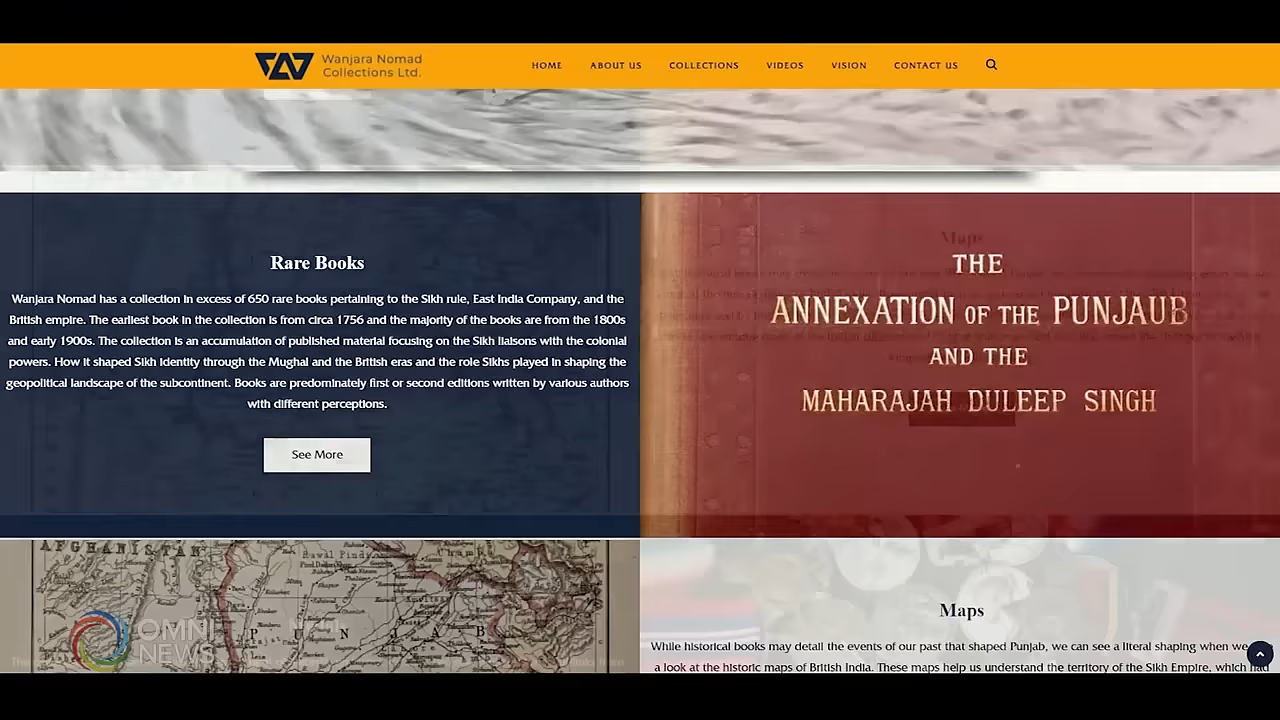 Wanjara Nomad
Collections Ltd.
HOME ABOUT US COLLECTIONS VIDEOS VISION CONTACT US
Rare Books
Wanjara Nomad has a collection in excess of 650 rare books pertaining to the Sikh rule, East India Company, and the
British empire. The earliest book in the collection is from circa 1756 and the majority of the books are from the 1800s
and early 1900s. The collection is an accumulation of published material focusing on the Sikh liaisons with the colonial
powers. How it shaped Sikh identity through the Mughal and the British eras and the role Sikhs played in shaping the
geopolitical landscape of the subcontinent. Books are predominately first or second editions written by various authors
with different perceptions.
See More
Maps
THE
ANNEXATION OF THE PUNJAUB
AND THE
MAHARAJAH DULEEP SINGH
AFGHANISTAN
Rawal Pindi
PUNJAB
OMNI
NEWS
Maps
While historical books may detail the events of our past that shaped Punjab, we can see a literal shaping when we
a look at the historic maps of British India. These maps help us understand the territory of the Sikh Empire, which had